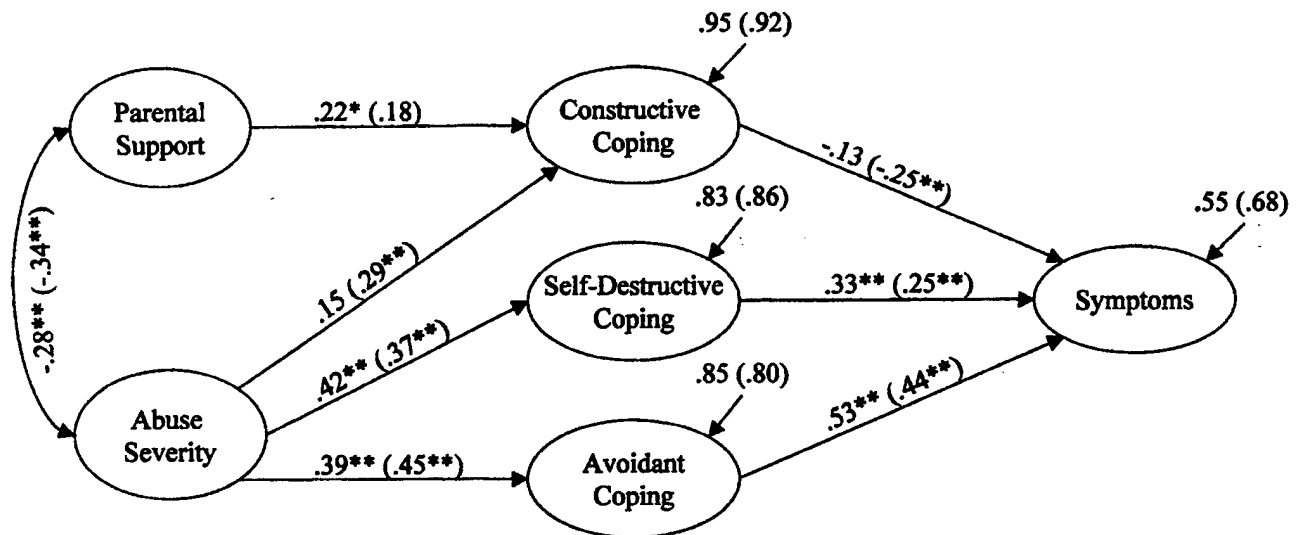 .95 (.92)
Parental
Support
.22* (.18)
Constructive
Coping
-.13 (-.25**)
.83 (.86)
.55 (.68)
-.28** (-.34**)
.15 (.29**)
Self-Destructive
Coping
.33** (.25**)
Symptoms
.42** (.37**)
.85 (.80)
.53** (.44**)
Abuse
Severity
.39** (.45**)
Avoidant
Coping